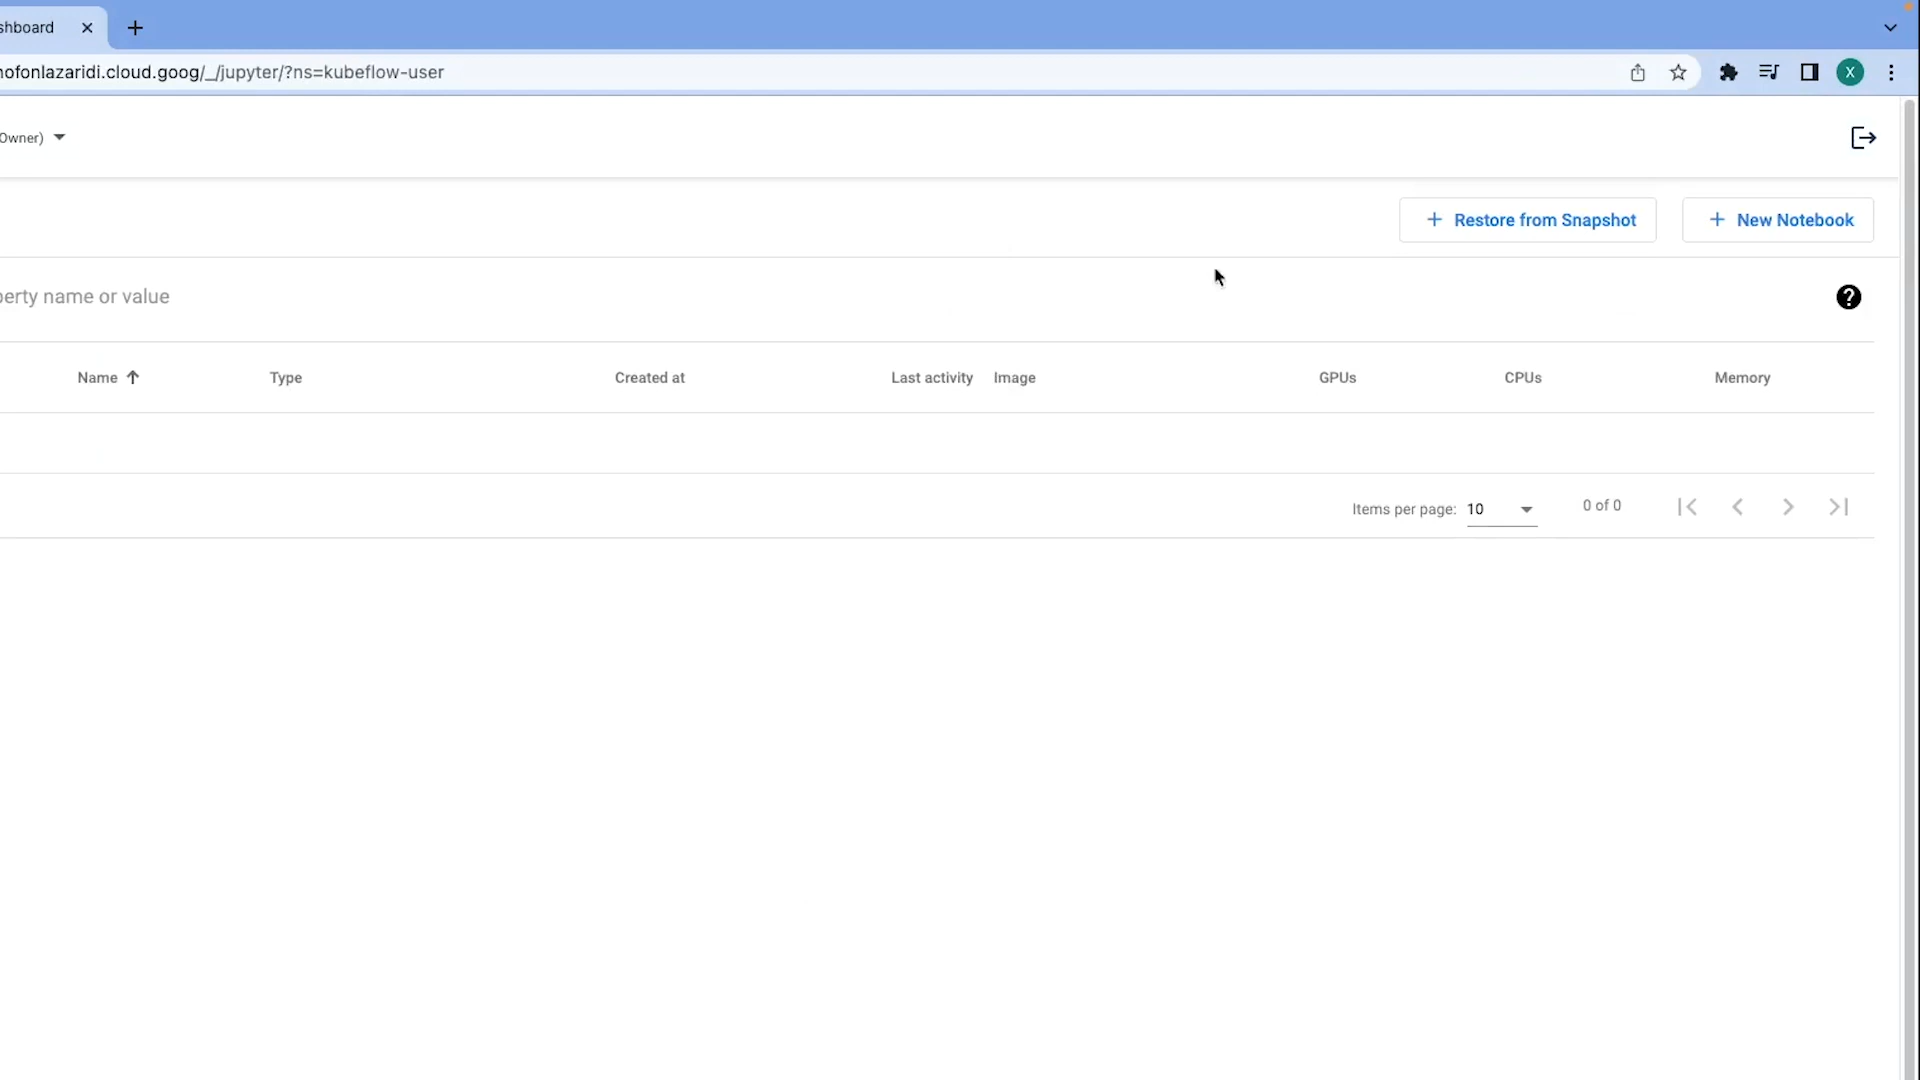 shboard
nofonlazaridi.cloud.goog/_/jupyter/?ns=kubeflow-user
X
Owner)
+ Restore from Snapshot
+ New Notebook
perty name or value
?
Name Type Created at Last activity Image GPUs CPUs Memory
Items per page: 10 0 of 0